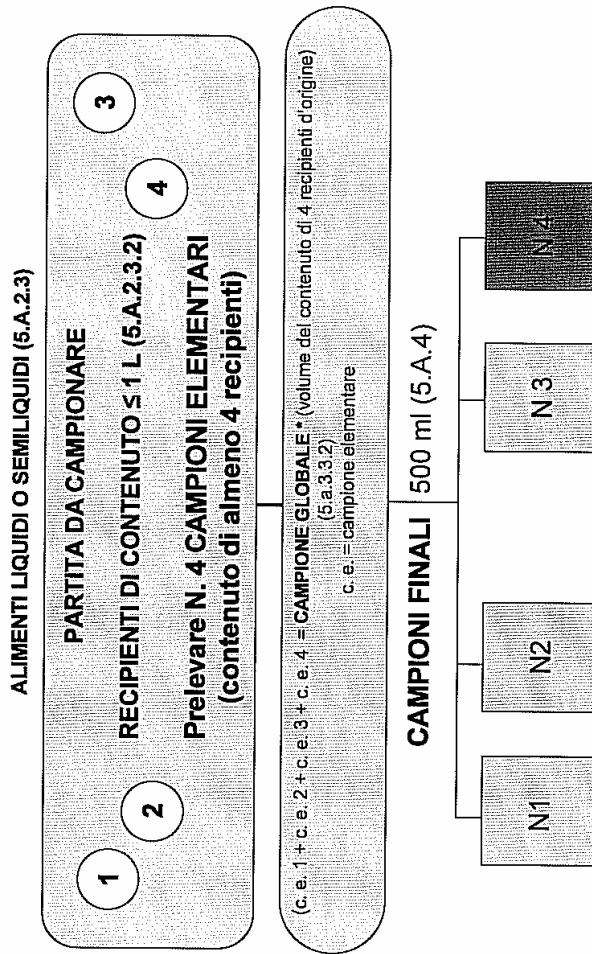 ALIMENTI LIQUIDI O SEMILIQUIDI (5.A.2.3)
PARTITA DA CAMPIONARE
RECIPIENTI DI CONTENUTO ≤ 1 L (5.A.2.3.2)
Prelevare N. 4 CAMPIONI ELEMENTARI
(contenuto di almeno 4 recipienti)
1
2
4
3
(c. e. 1 + c. e. 2 + c. e. 3 + c. e. 4 = CAMPIONE GLOBALE * (volume del contenuto di 4 recipienti d'origine)
(5.a.3.3.2)
c. e. = campione elementare
CAMPIONI FINALI 500 ml (5.A.4)
N1
N2
N 3
N 4